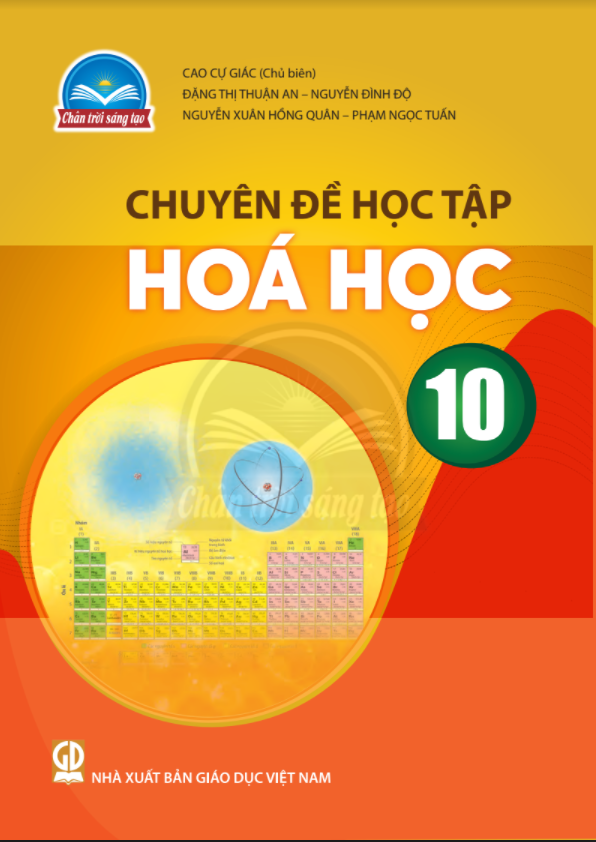 CAO CỰ GIÁC (Chủ biên)
ĐẶNG THỊ THUẬN AN – NGUYỄN ĐÌNH ĐỘ
NGUYỄN XUÂN HỒNG QUÂN – PHẠM NGỌC TUẤN
Chân trời sáng tạo
CHUYÊN ĐỀ HỌC TẬP
HOÁ HỌC
10
Chân trời sáng tạo
NHÀ XUẤT BẢN GIÁO DỤC VIỆT NAM